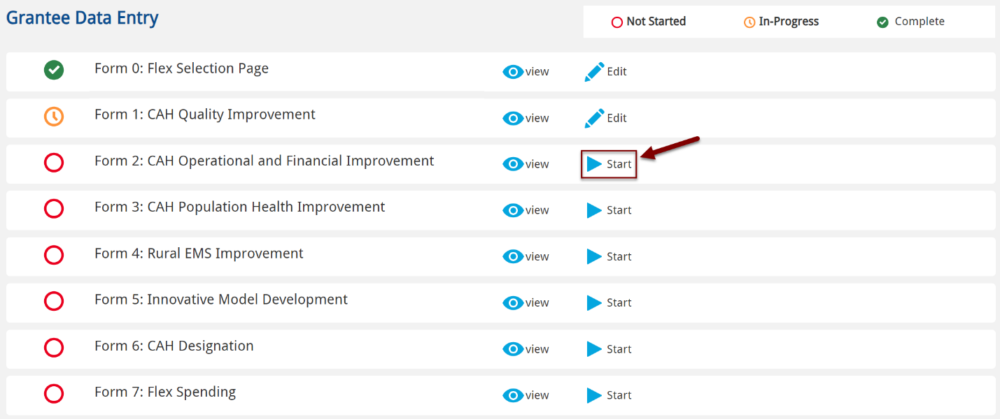 Grantee Data Entry
Not Started In-Progress Complete
Form 0: Flex Selection Page view Edit
Form 1: CAH Quality Improvement view Edit
Form 2: CAH Operational and Financial Improvement view Start
Form 3: CAH Population Health Improvement view Start
Form 4: Rural EMS Improvement view Start
Form 5: Innovative Model Development view Start
Form 6: CAH Designation view Start
Form 7: Flex Spending view Start